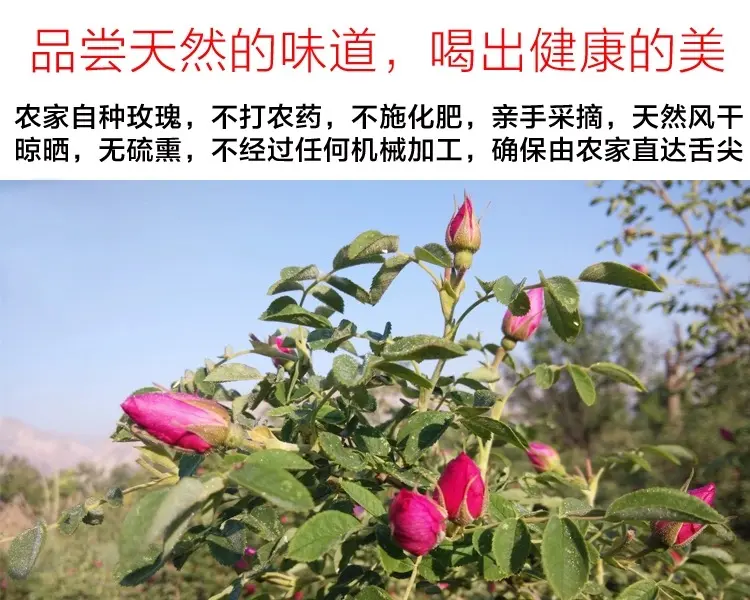 品尝天然的味道，喝出健康的美
农家自种玫瑰，不打农药，不施化肥，亲手采摘，天然风干
晾晒，无硫熏，不经过任何机械加工，确保由农家直达舌尖